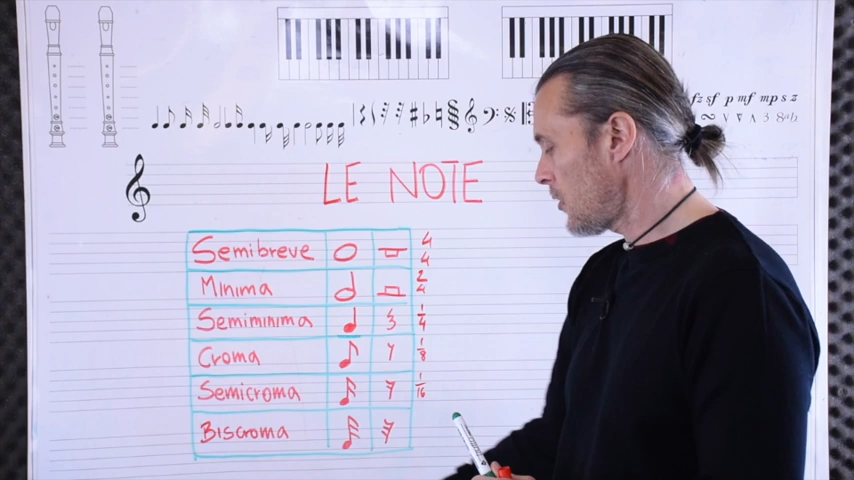 fz sf p mf mp s z
LE NOTE
Semibreve 4/4
Minima 2/4
Semiminima 1/4
Croma 1/8
Semicroma 1/16
Biscroma